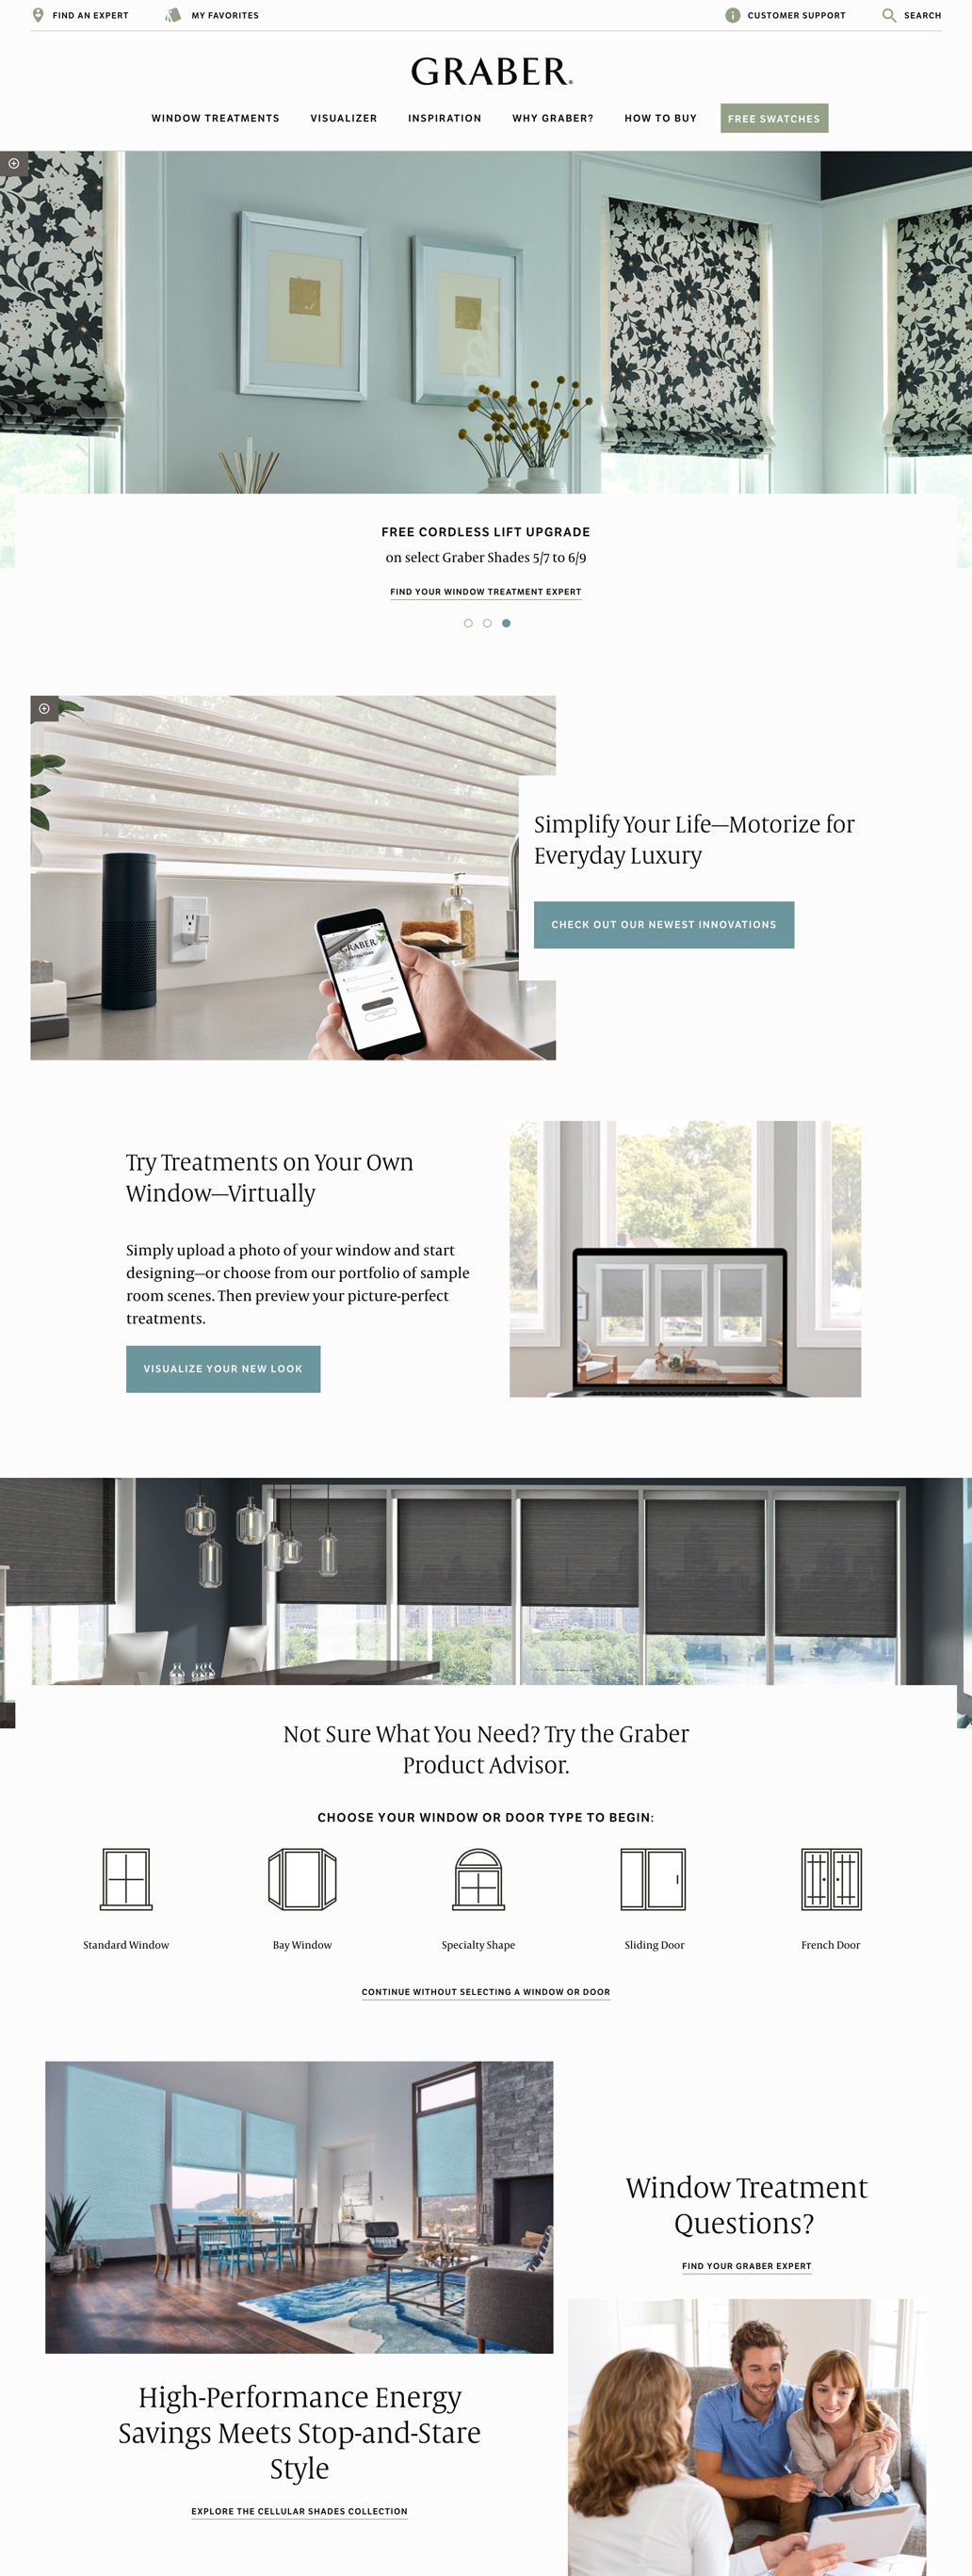 FIND AN EXPERT
MY FAVORITES
CUSTOMER SUPPORT
SEARCH
GRABER
WINDOW TREATMENTS
VISUALIZER
INSPIRATION
WHY GRABER?
HOW TO BUY
FREE SWATCHES
FREE CORDLESS LIFT UPGRADE
on select Graber Shades 5/7 to 6/9
FIND YOUR WINDOW TREATMENT EXPERT
GRABER
Simplify Your Life—Motorize for
Everyday Luxury
CHECK OUT OUR NEWEST INNOVATIONS
Try Treatments on Your Own
Window—Virtually
Simply upload a photo of your window and start
designing—or choose from our portfolio of sample
room scenes. Then preview your picture-perfect
treatments.
VISUALIZE YOUR NEW LOOK
Not Sure What You Need? Try the Graber
Product Advisor.
CHOOSE YOUR WINDOW OR DOOR TYPE TO BEGIN:
Standard Window
Bay Window
Specialty Shape
Sliding Door
French Door
CONTINUE WITHOUT SELECTING A WINDOW OR DOOR
Window Treatment
Questions?
FIND YOUR GRABER EXPERT
High-Performance Energy
Savings Meets Stop-and-Stare
Style
EXPLORE THE CELLULAR SHADES COLLECTION